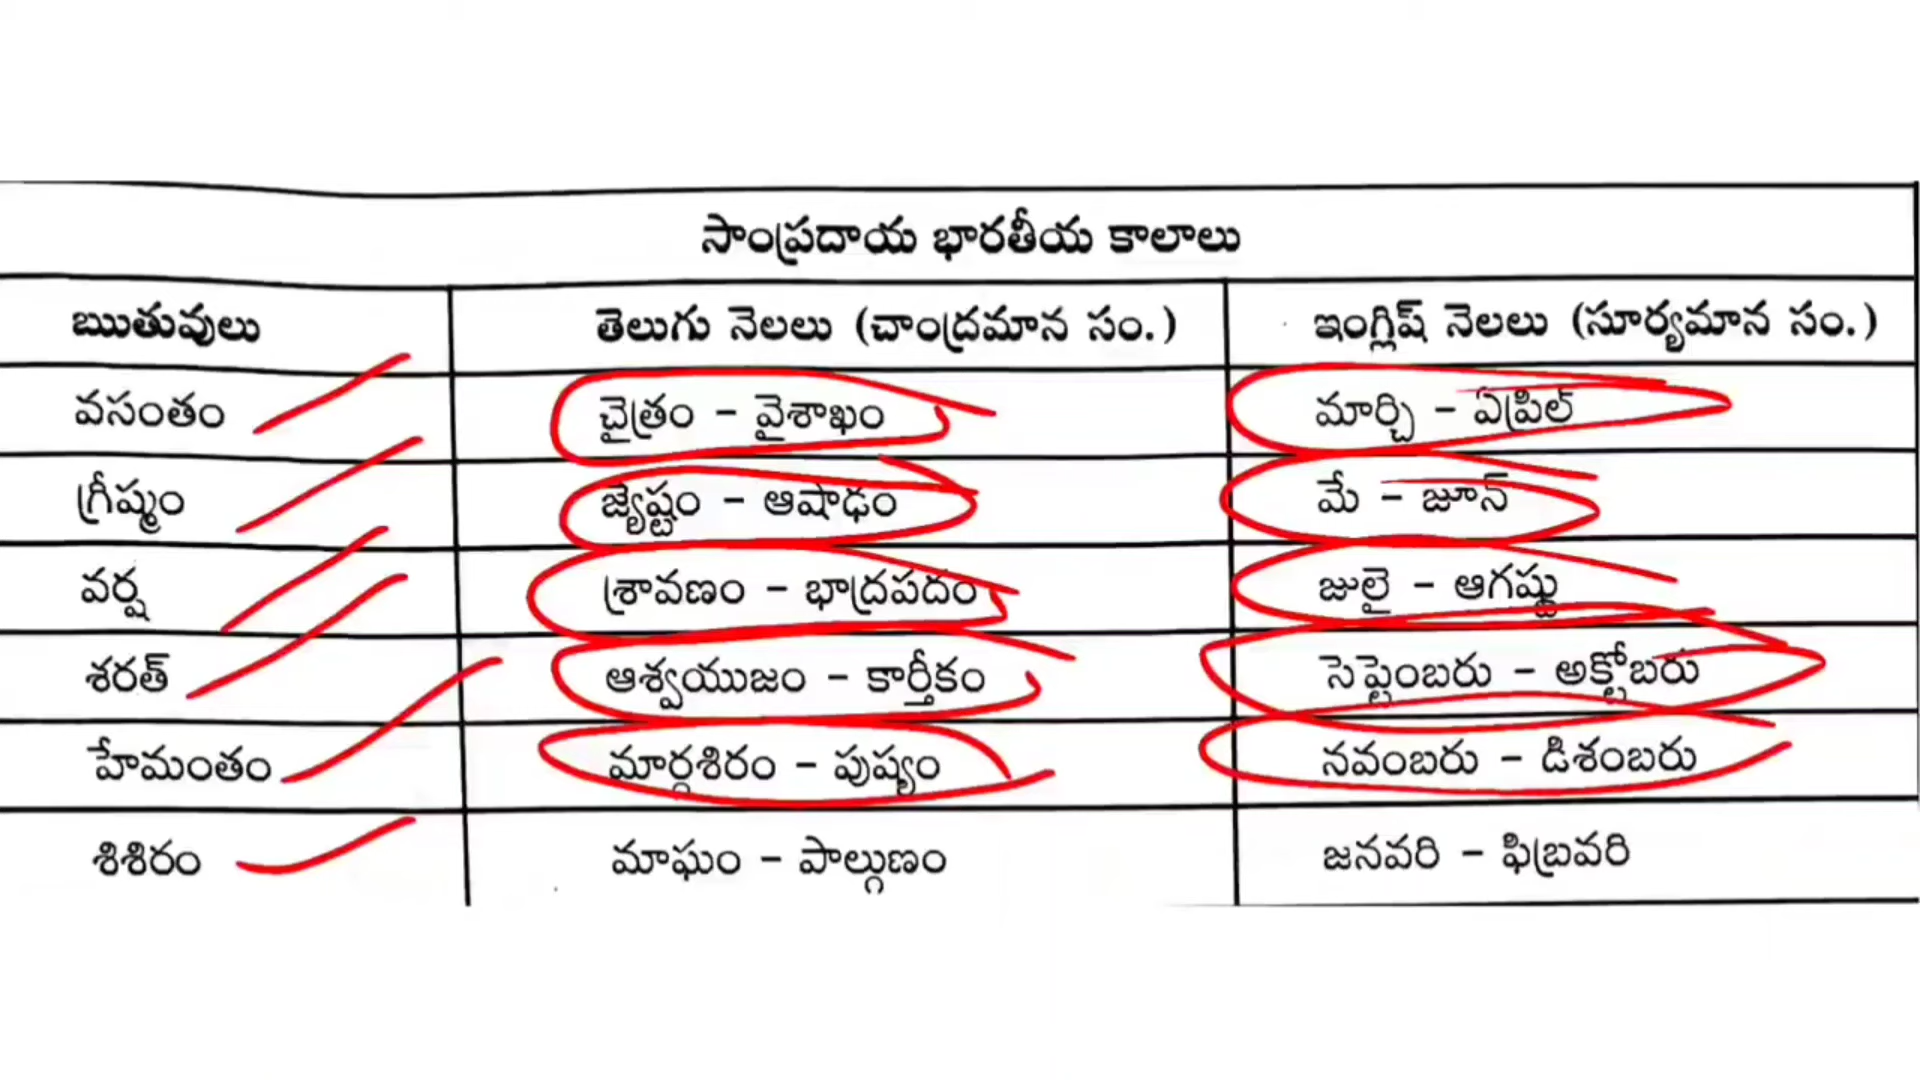 సాంప్రదాయ భారతీయ కాలాలు
ఋతువులు తెలుగు నెలలు (చాంద్రమాన సం.) ఇంగ్లిష్ నెలలు (సూర్యమాన సం.)
వసంతం చైత్రం – వైశాఖం మార్చి – ఏప్రిల్
గ్రీష్మం జ్యేష్టం – ఆషాఢం మే – జూన్
వర్ష శ్రావణం – భాద్రపదం జులై – ఆగష్టు
శరత్ ఆశ్వయుజం – కార్తీకం సెప్టెంబరు – అక్టోబరు
హేమంతం మార్గశిరం – పుష్యం నవంబరు – డిశంబరు
శిశిరం మాఘం – పాల్గుణం జనవరి – ఫిబ్రవరి